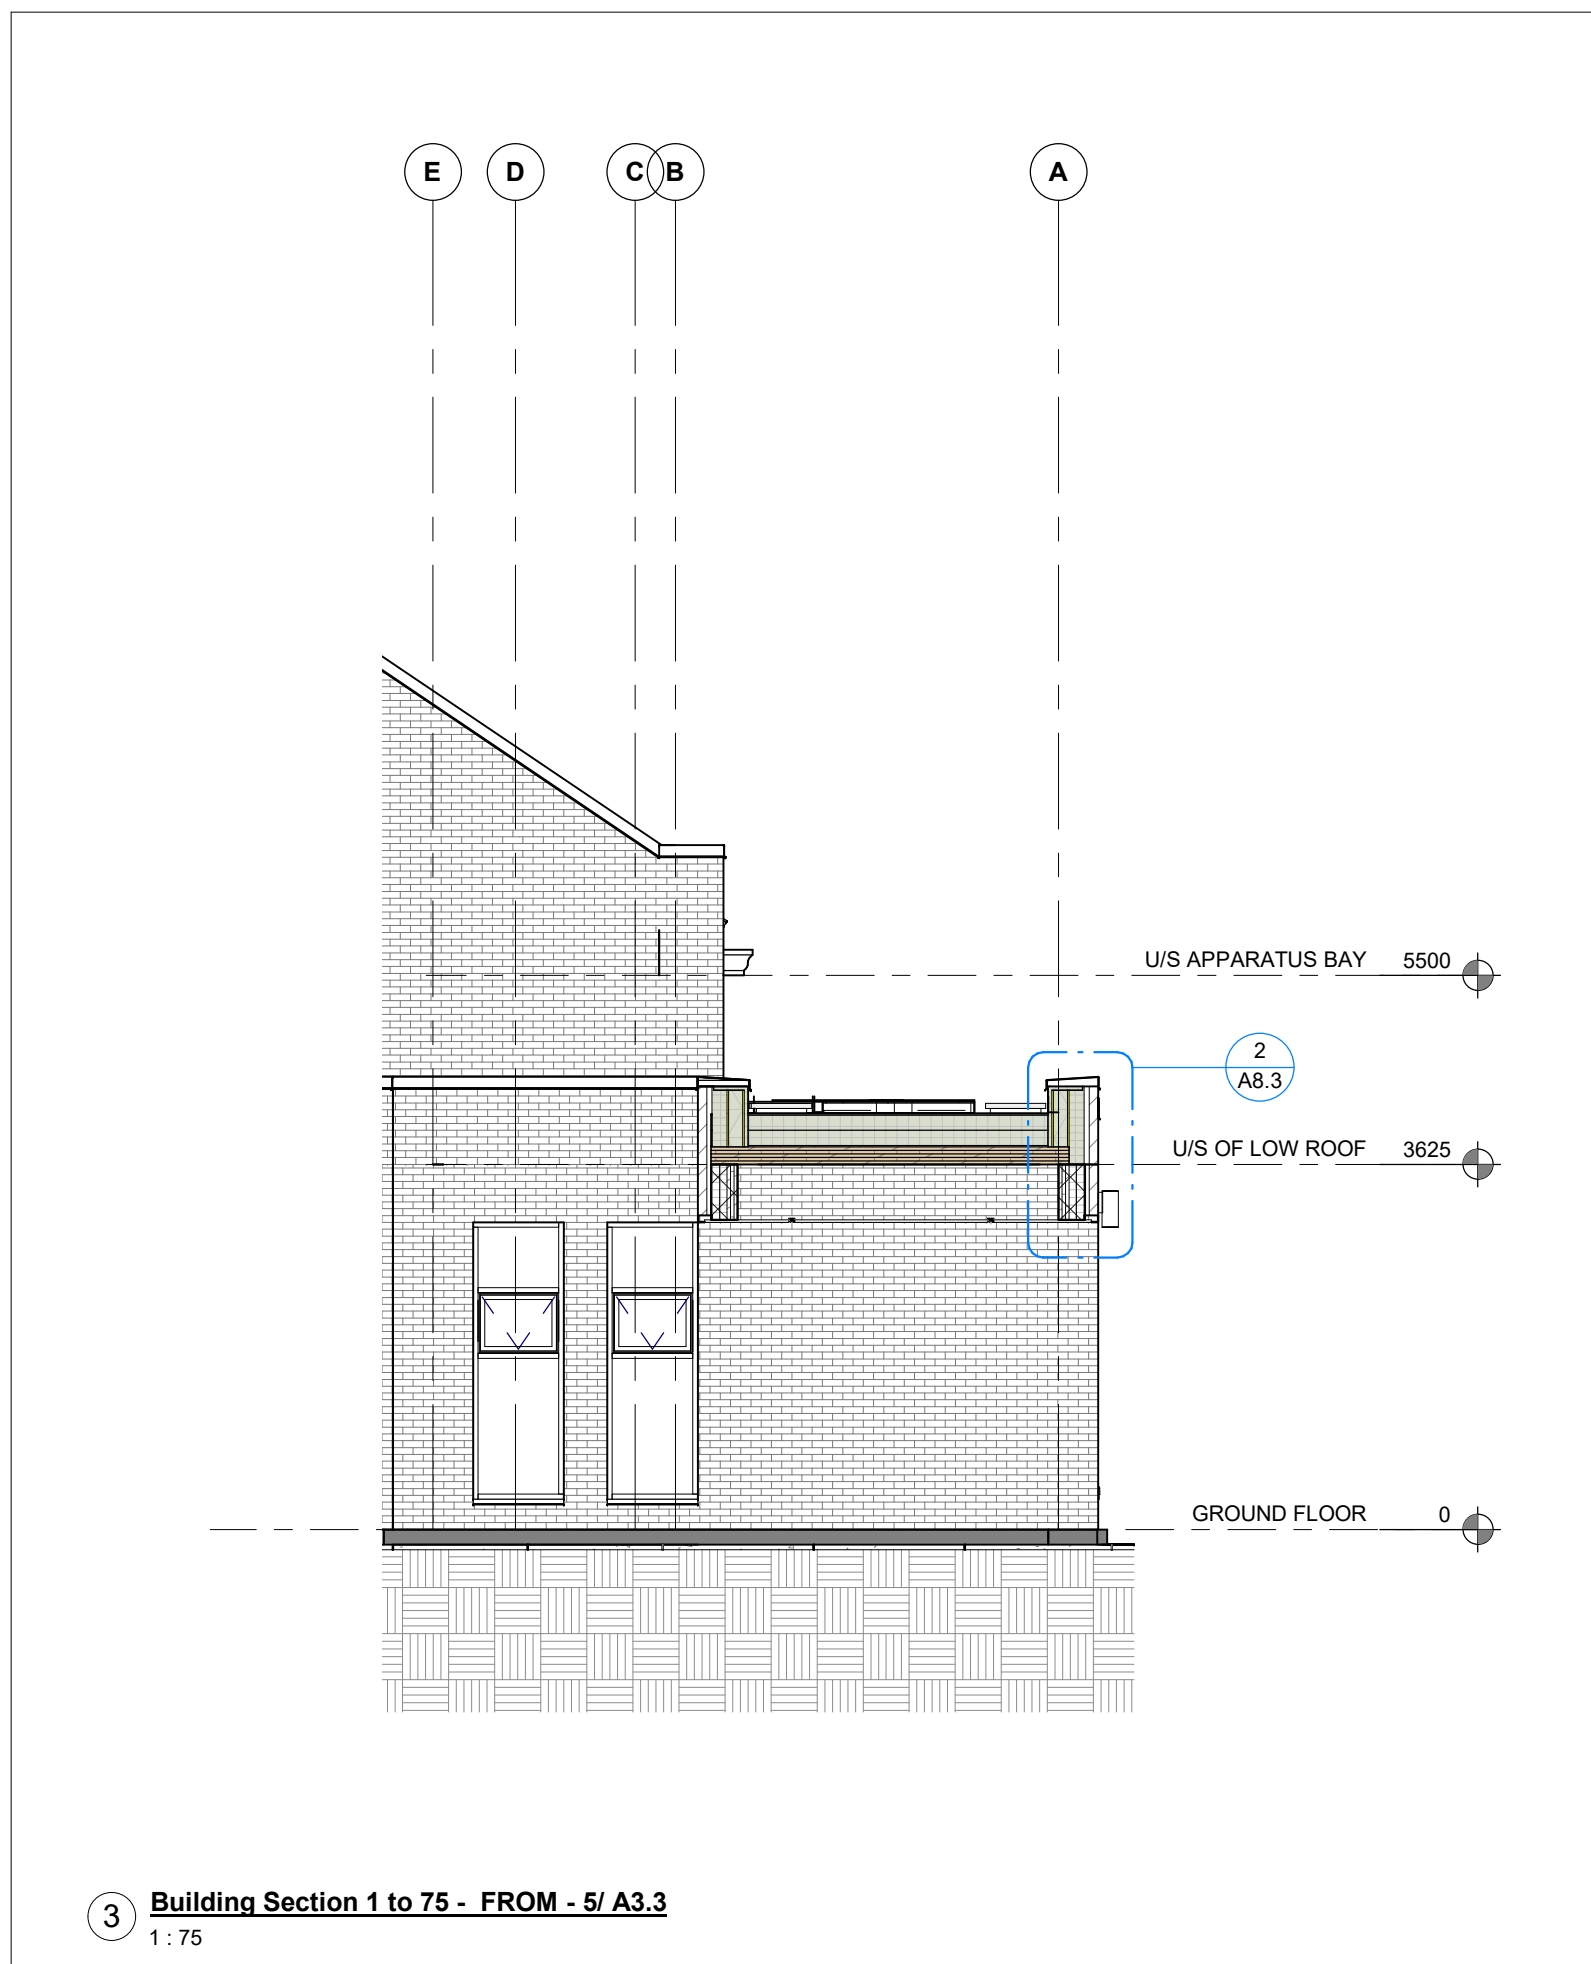 E D C B A
U/S APPARATUS BAY 5500
2
A8.3
U/S OF LOW ROOF 3625
GROUND FLOOR 0
3 Building Section 1 to 75 - FROM - 5/ A3.3
1 : 75